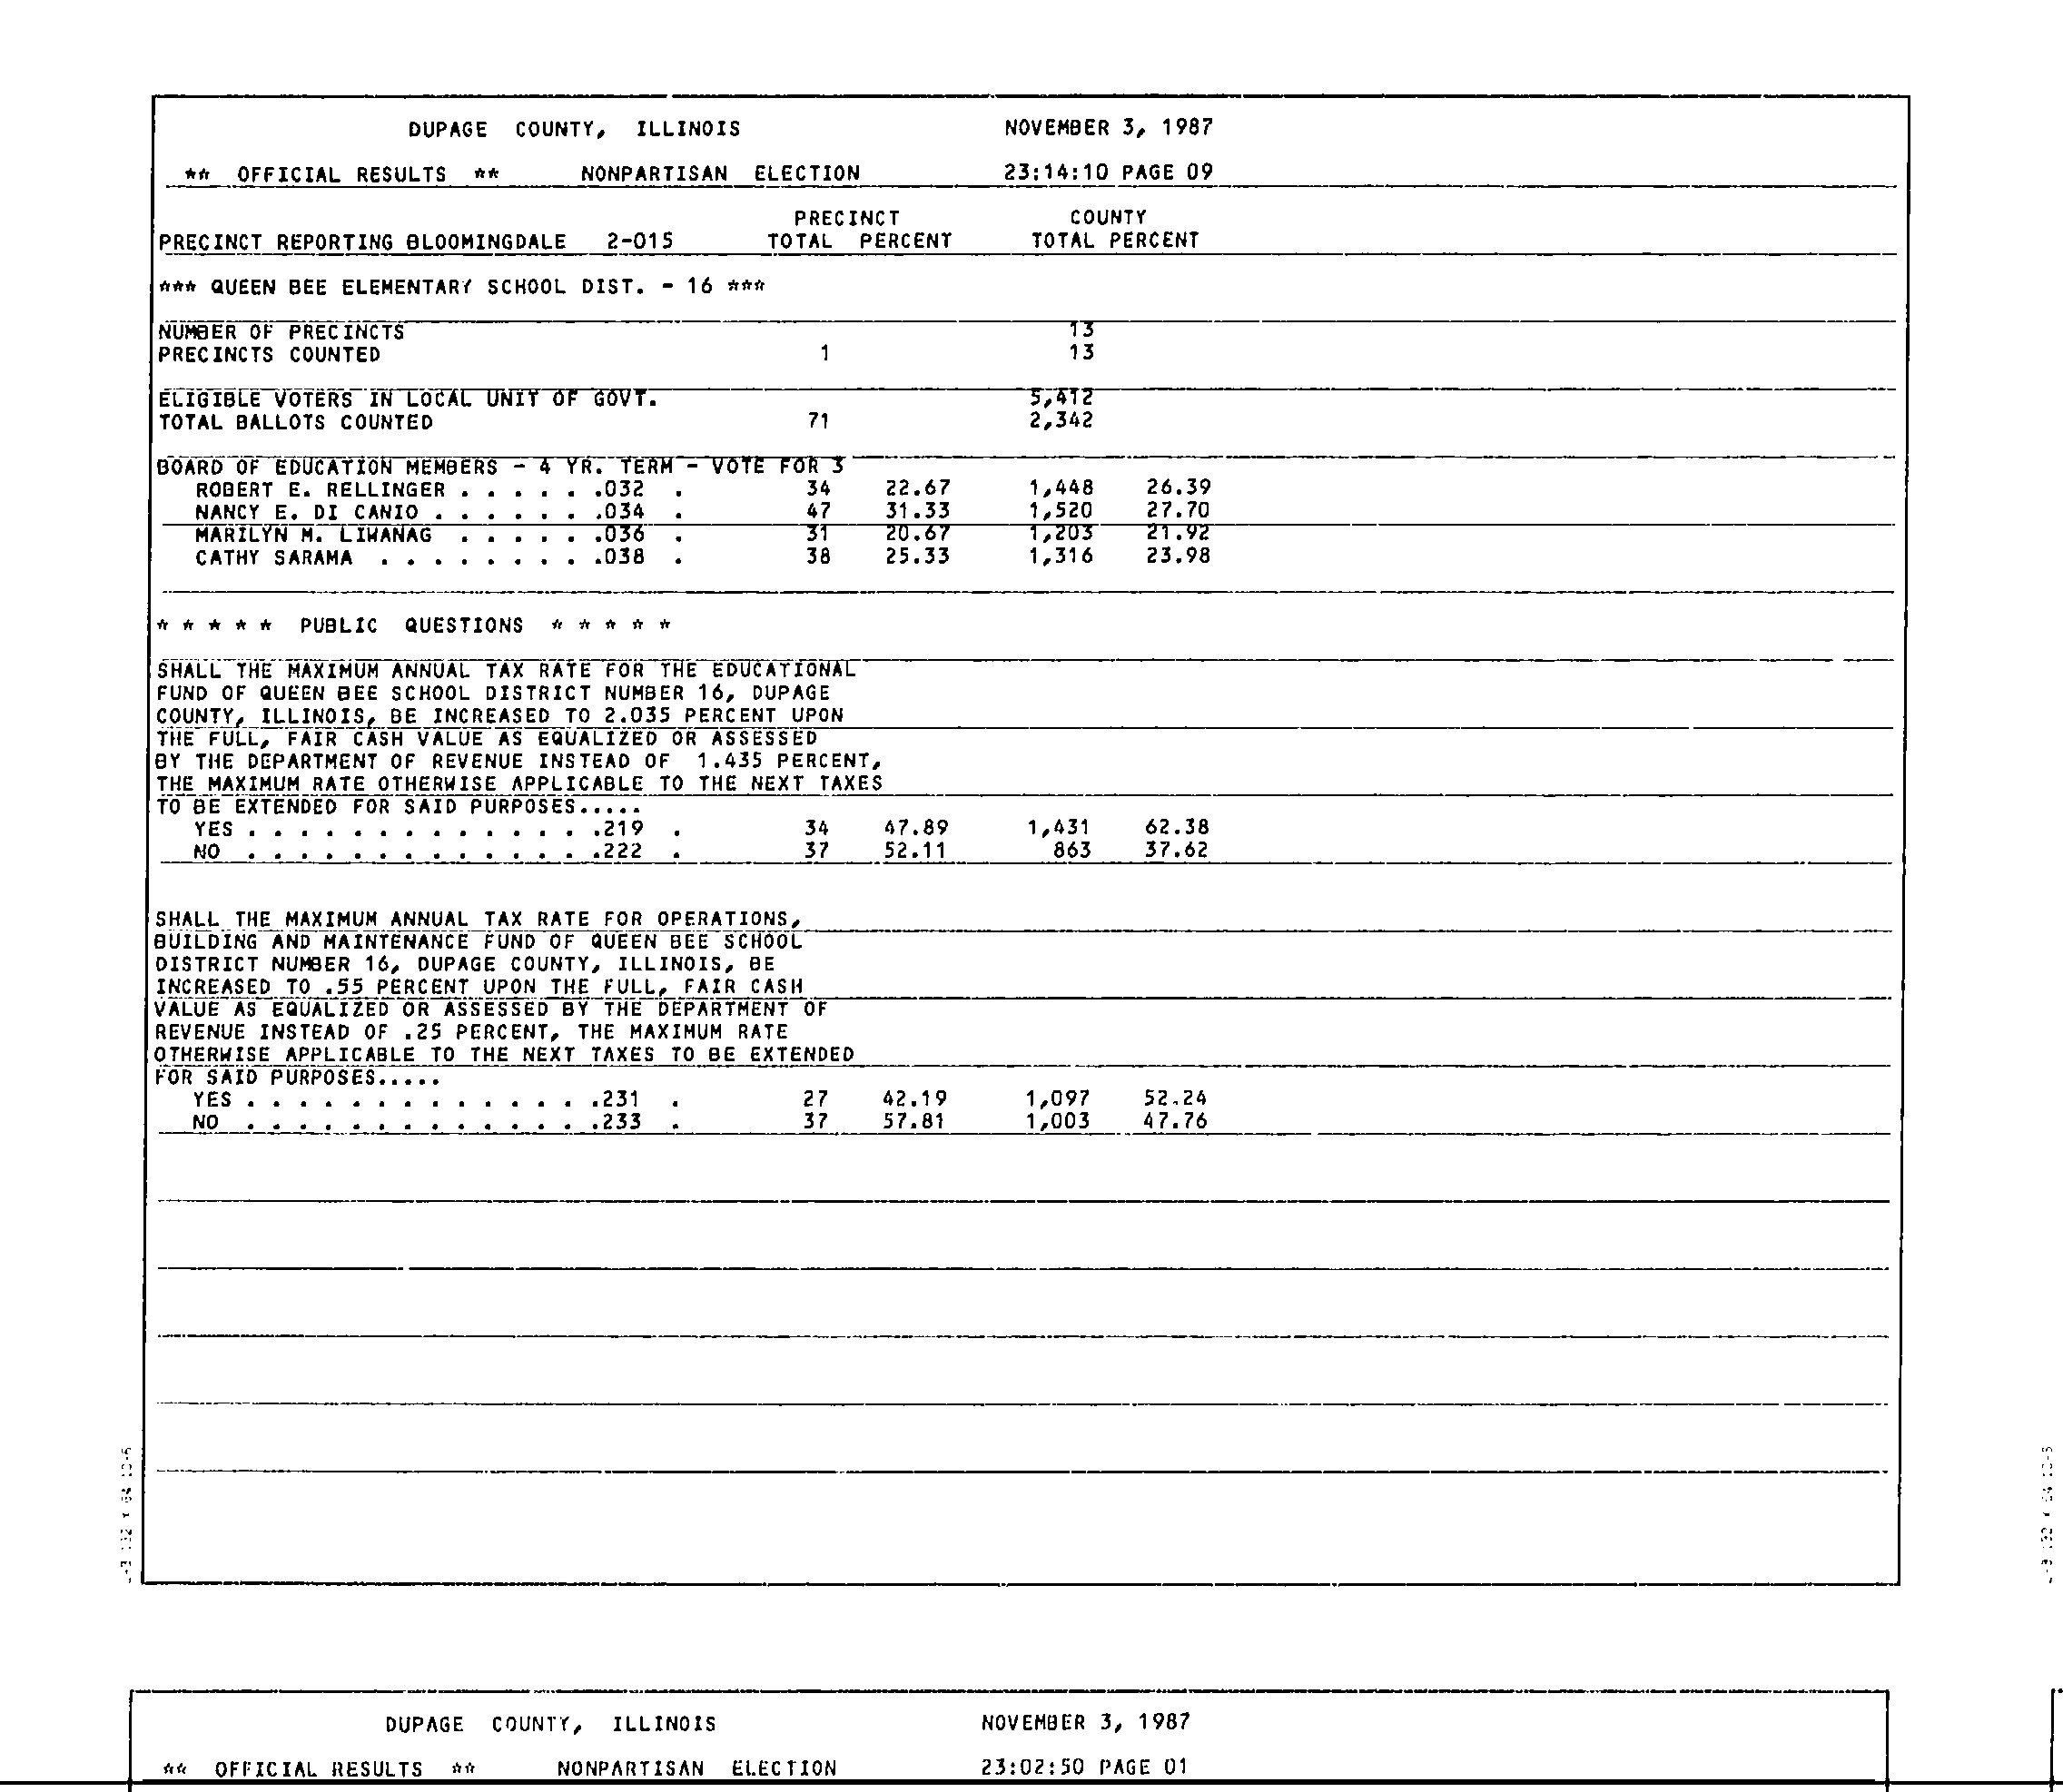 DUPAGE COUNTY, ILLINOIS NOVEMBER 3, 1987
** OFFICIAL RESULTS ** NONPARTISAN ELECTION 23:14:10 PAGE 09
PRECINCT COUNTY
PRECINCT REPORTING BLOOMINGDALE 2-015 TOTAL PERCENT TOTAL PERCENT
*** QUEEN BEE ELEMENTARY SCHOOL DIST. - 16 ***
NUMBER OF PRECINCTS 13
PRECINCTS COUNTED 1 13
ELIGIBLE VOTERS IN LOCAL UNIT OF GOVT. 5,412
TOTAL BALLOTS COUNTED 71 2,342
BOARD OF EDUCATION MEMBERS - 4 YR. TERM - VOTE FOR 3
ROBERT E. RELLINGER . . . . . .032 . 34 22.67 1,448 26.39
NANCY E. DI CANIO . . . . . . .034 . 47 31.33 1,520 27.70
MARILYN M. LIWANAG . . . . . .036 . 31 20.67 1,203 21.92
CATHY SARAMA . . . . . . . . .038 . 38 25.33 1,316 23.98
* * * * * PUBLIC QUESTIONS * * * * *
SHALL THE MAXIMUM ANNUAL TAX RATE FOR THE EDUCATIONAL
FUND OF QUEEN BEE SCHOOL DISTRICT NUMBER 16, DUPAGE
COUNTY, ILLINOIS, BE INCREASED TO 2.035 PERCENT UPON
THE FULL, FAIR CASH VALUE AS EQUALIZED OR ASSESSED
BY THE DEPARTMENT OF REVENUE INSTEAD OF 1.435 PERCENT,
THE MAXIMUM RATE OTHERWISE APPLICABLE TO THE NEXT TAXES
TO BE EXTENDED FOR SAID PURPOSES.....
YES . . . . . . . . . . . . . .219 . 34 47.89 1,431 62.38
NO . . . . . . . . . . . . . .222 . 37 52.11 863 37.62
SHALL THE MAXIMUM ANNUAL TAX RATE FOR OPERATIONS,
BUILDING AND MAINTENANCE FUND OF QUEEN BEE SCHOOL
DISTRICT NUMBER 16, DUPAGE COUNTY, ILLINOIS, BE
INCREASED TO .55 PERCENT UPON THE FULL, FAIR CASH
VALUE AS EQUALIZED OR ASSESSED BY THE DEPARTMENT OF
REVENUE INSTEAD OF .25 PERCENT, THE MAXIMUM RATE
OTHERWISE APPLICABLE TO THE NEXT TAXES TO BE EXTENDED
FOR SAID PURPOSES.....
YES . . . . . . . . . . . . . .231 . 27 42.19 1,097 52.24
NO . . . . . . . . . . . . . .233 . 37 57.81 1,003 47.76
DUPAGE COUNTY, ILLINOIS NOVEMBER 3, 1987
** OFFICIAL RESULTS ** NONPARTISAN ELECTION 23:02:50 PAGE 01